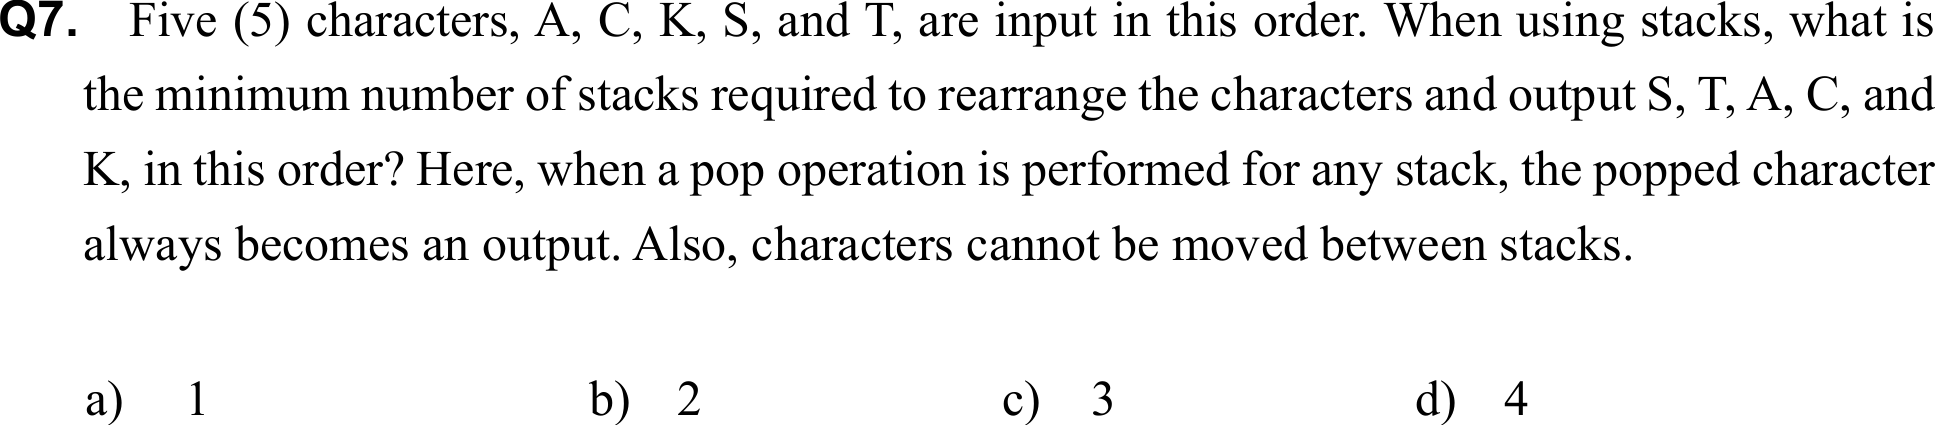 Q7. Five (5) characters, A, C, K, S, and T, are input in this order. When using stacks, what is
the minimum number of stacks required to rearrange the characters and output S, T, A, C, and
K, in this order? Here, when a pop operation is performed for any stack, the popped character
always becomes an output. Also, characters cannot be moved between stacks.
a) 1 b) 2 c) 3 d) 4